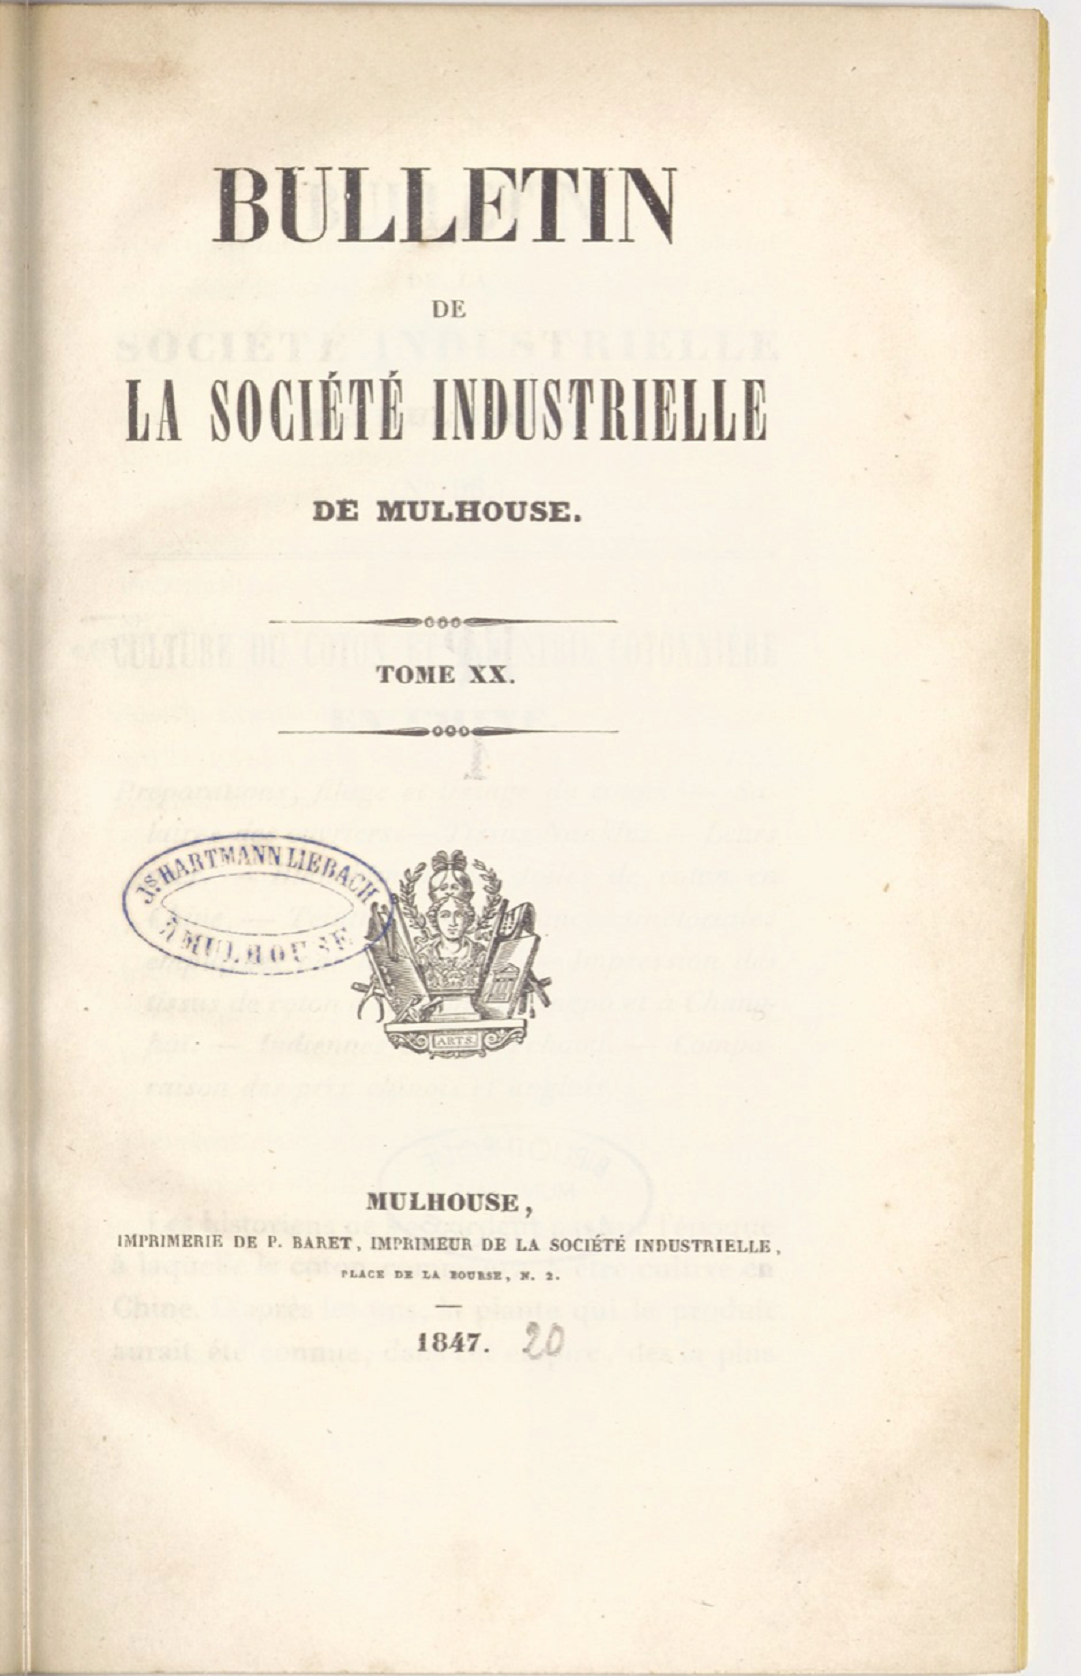 BULLETIN
DE
LA SOCIÉTÉ INDUSTRIELLE
DE MULHOUSE.
TOME XX.
JS. HARTMANN LIEBACH
À MULHOUSE
ARTS.
MULHOUSE,
IMPRIMERIE DE P. BARET, IMPRIMEUR DE LA SOCIÉTÉ INDUSTRIELLE,
PLACE DE LA BOURSE, N. 2.
1847. 20